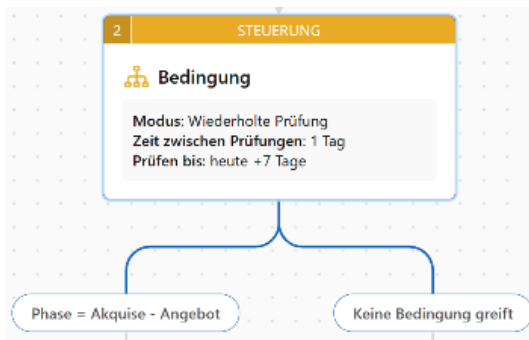 2 STEUERUNG
Bedingung
Modus: Wiederholte Prüfung
Zeit zwischen Prüfungen: 1 Tag
Prüfen bis: heute +7 Tage
Phase = Akquise - Angebot
Keine Bedingung greift